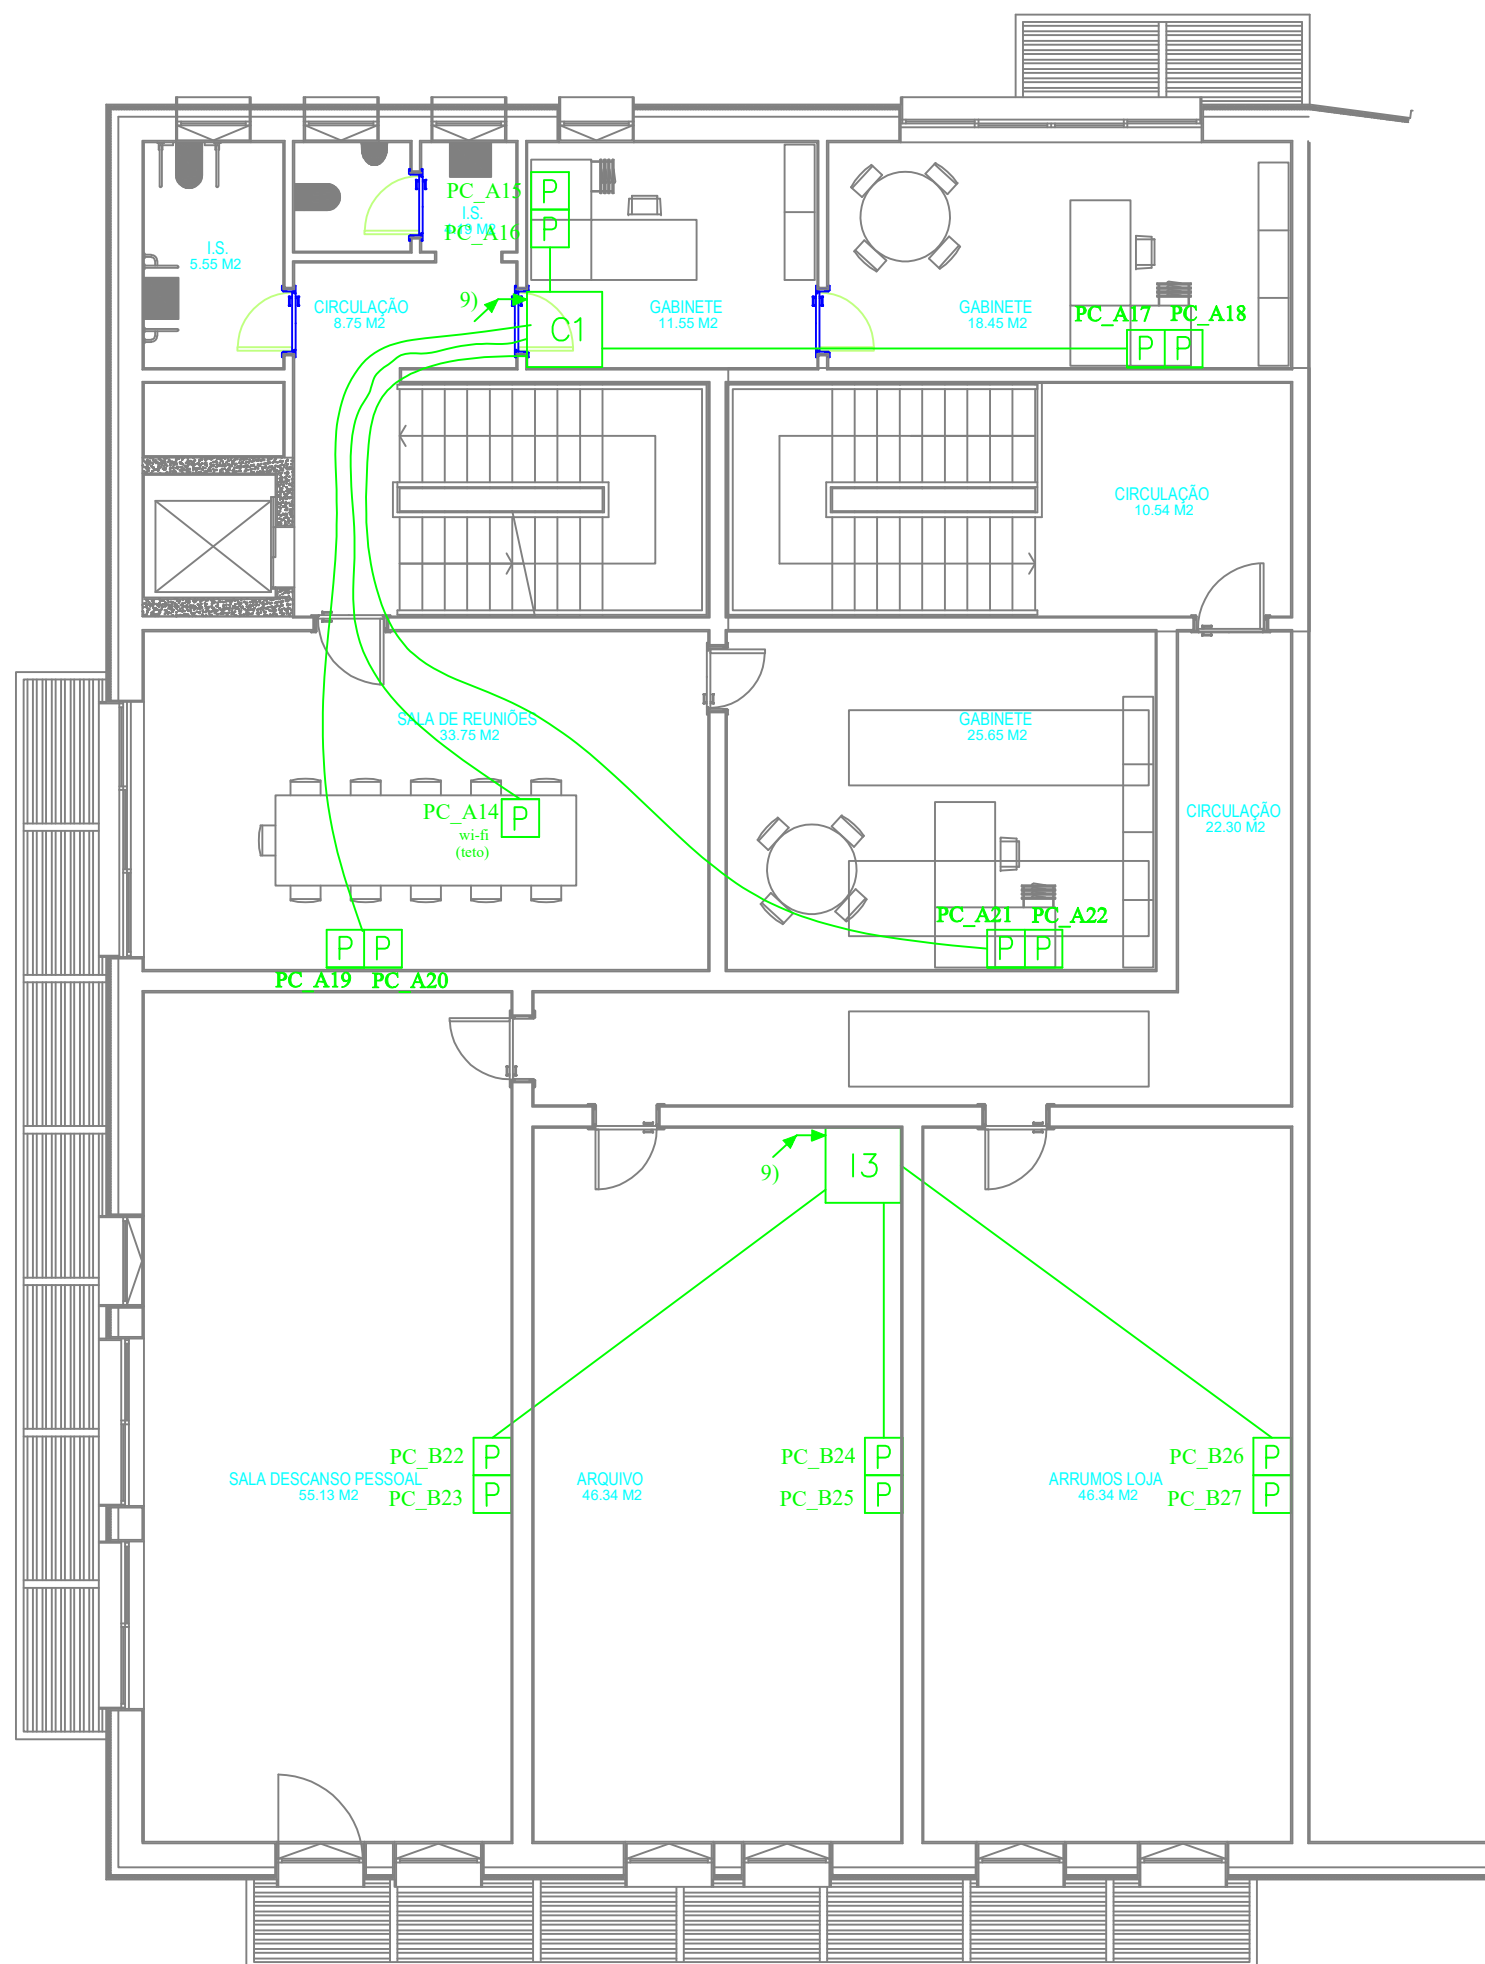 PC_A15
P
I.S.
4.19 M2
PC_A16
P
I.S.
5.55 M2
CIRCULAÇÃO
8.75 M2
9)
C1
GABINETE
11.55 M2
GABINETE
18.45 M2
PC_A17 PC_A18
P P
CIRCULAÇÃO
10.54 M2
SALA DE REUNIÕES
33.75 M2
GABINETE
25.65 M2
PC_A14
P
wi-fi
(teto)
CIRCULAÇÃO
22.30 M2
PC_A21 PC_A22
P P
P P
PC_A19 PC_A20
9)
I3
PC_B22 P
PC_B23 P
SALA DESCANSO PESSOAL
55.13 M2
PC_B24 P
PC_B25 P
ARQUIVO
46.34 M2
PC_B26 P
PC_B27 P
ARRUMOS LOJA
46.34 M2